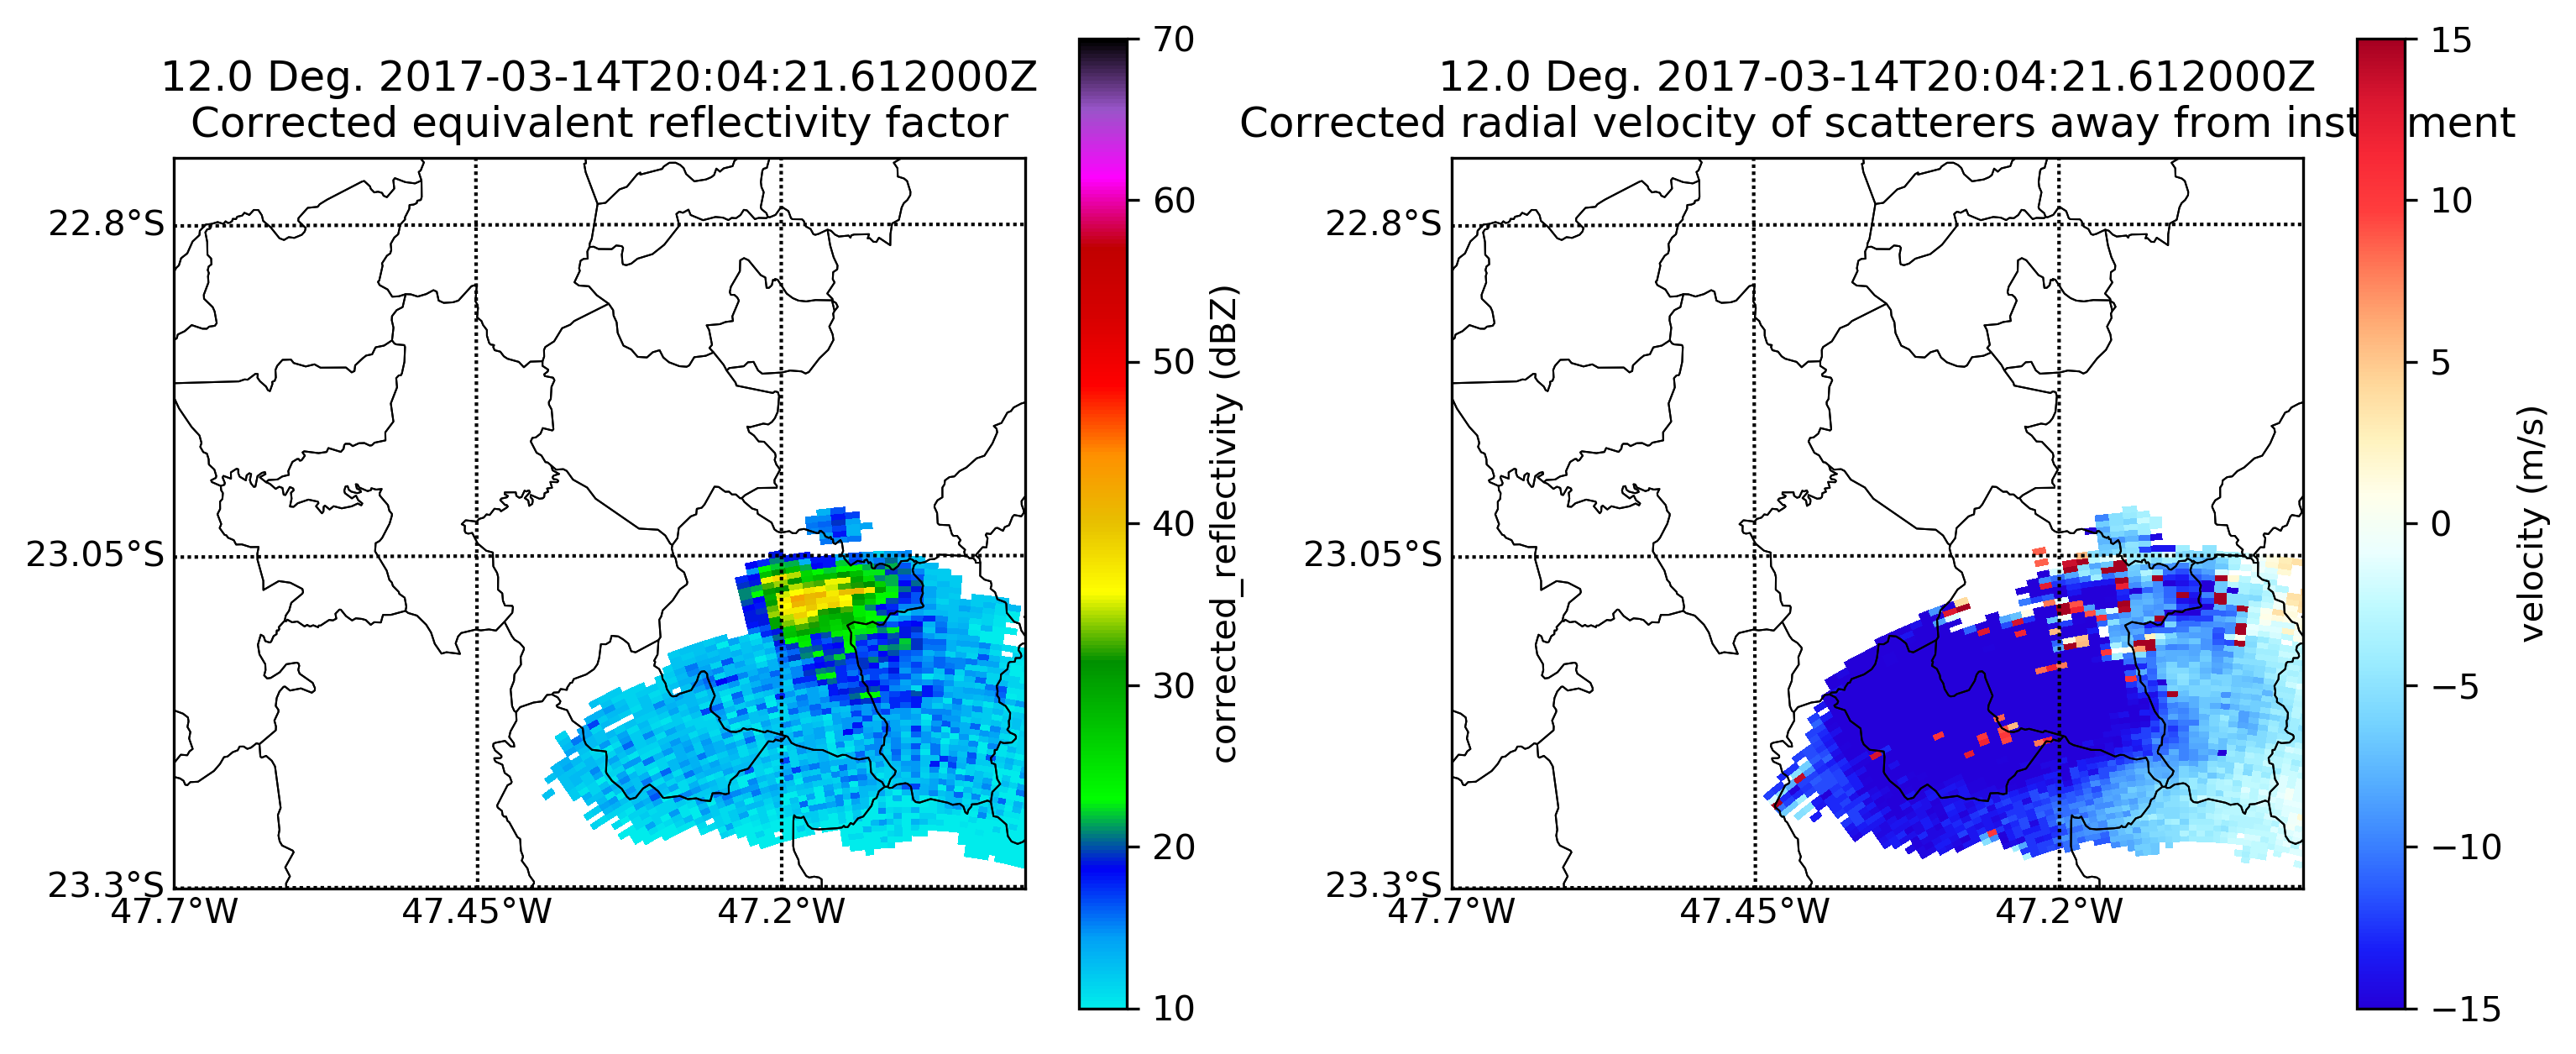 12.0 Deg. 2017-03-14T20:04:21.612000Z
Corrected equivalent reflectivity factor
22.8°S
23.05°S
23.3°S
47.7°W
47.45°W
47.2°W
70
60
50
40
30
20
10
corrected_reflectivity (dBZ)
12.0 Deg. 2017-03-14T20:04:21.612000Z
Corrected radial velocity of scatterers away from inst ment
22.8°S
23.05°S
23.3°S
47.7°W
47.45°W
47.2°W
15
10
5
0
−5
−10
−15
velocity (m/s)